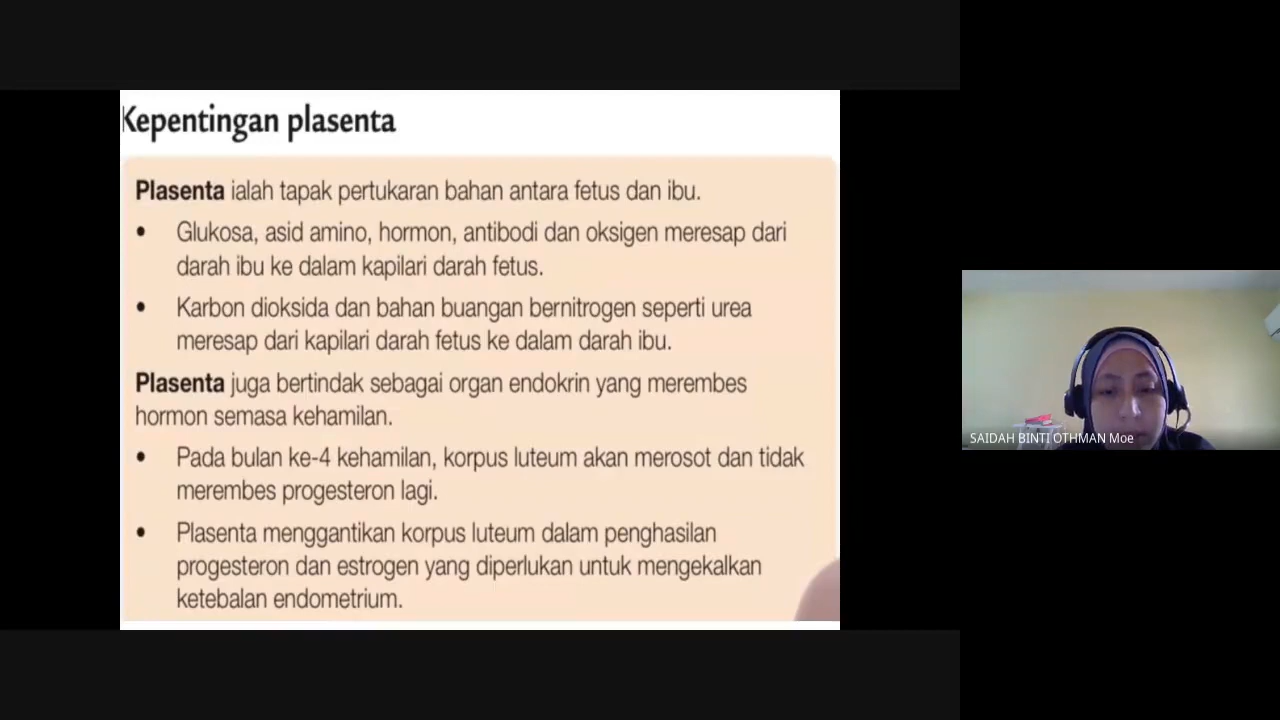 Kepentingan plasenta
Plasenta ialah tapak pertukaran bahan antara fetus dan ibu.
• Glukosa, asid amino, hormon, antibodi dan oksigen meresap dari
darah ibu ke dalam kapilari darah fetus.
• Karbon dioksida dan bahan buangan bernitrogen seperti urea
meresap dari kapilari darah fetus ke dalam darah ibu.
Plasenta juga bertindak sebagai organ endokrin yang merembes
hormon semasa kehamilan.
• Pada bulan ke-4 kehamilan, korpus luteum akan merosot dan tidak
merembes progesteron lagi.
• Plasenta menggantikan korpus luteum dalam penghasilan
progesteron dan estrogen yang diperlukan untuk mengekalkan
ketebalan endometrium.
SAIDAH BINTI OTHMAN Moe